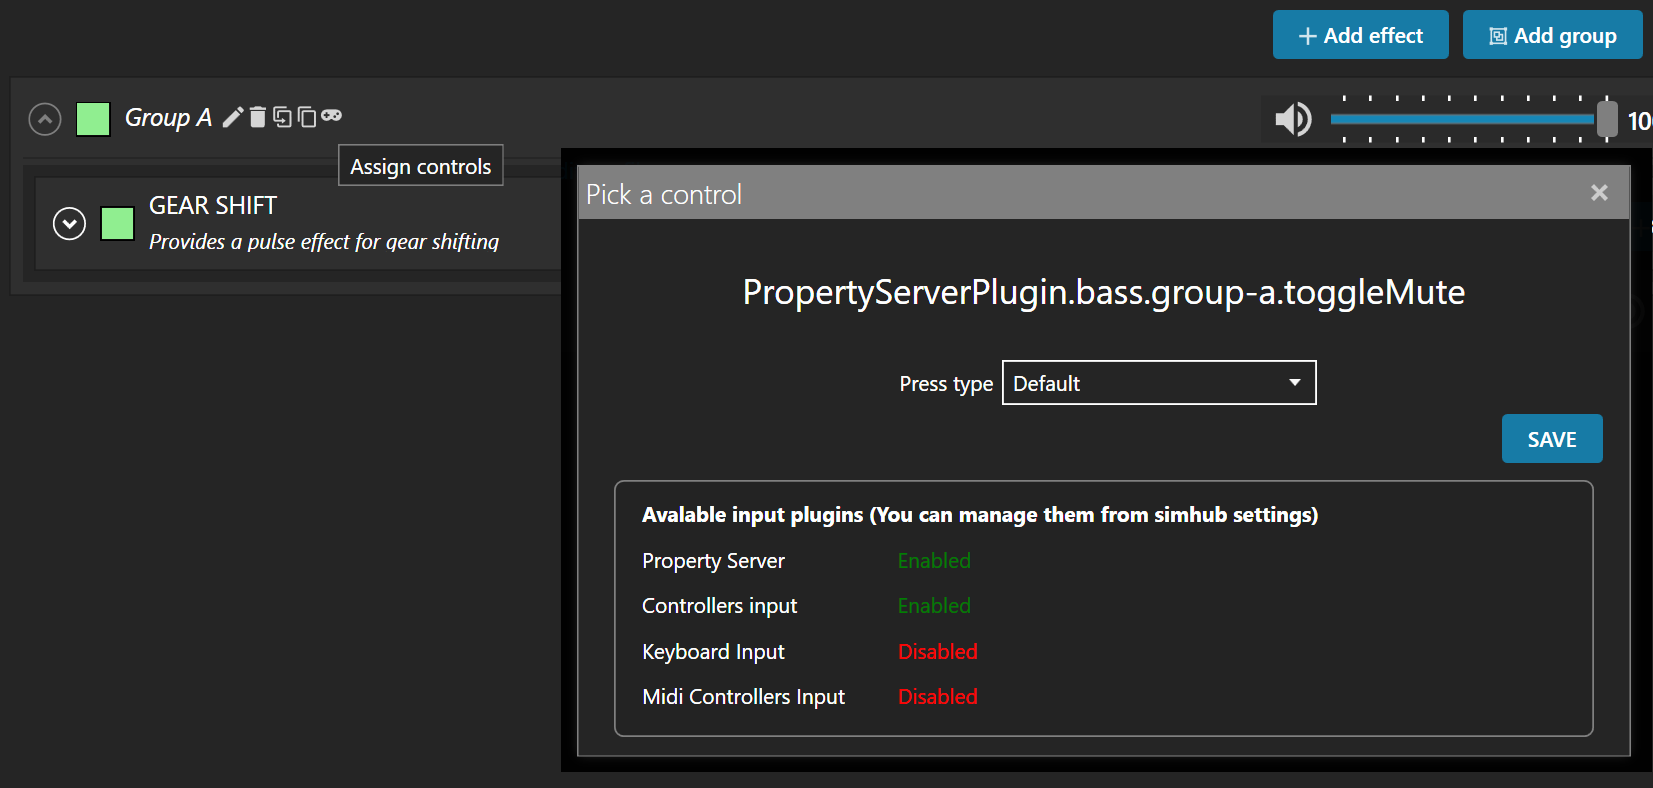 Add effect
Add group
Group A
100
Assign controls
GEAR SHIFT
Provides a pulse effect for gear shifting
Pick a control
PropertyServerPlugin.bass.group-a.toggleMute
Press type
Default
SAVE
Avalable input plugins (You can manage them from simhub settings)
Property Server Enabled
Controllers input Enabled
Keyboard Input Disabled
Midi Controllers Input Disabled